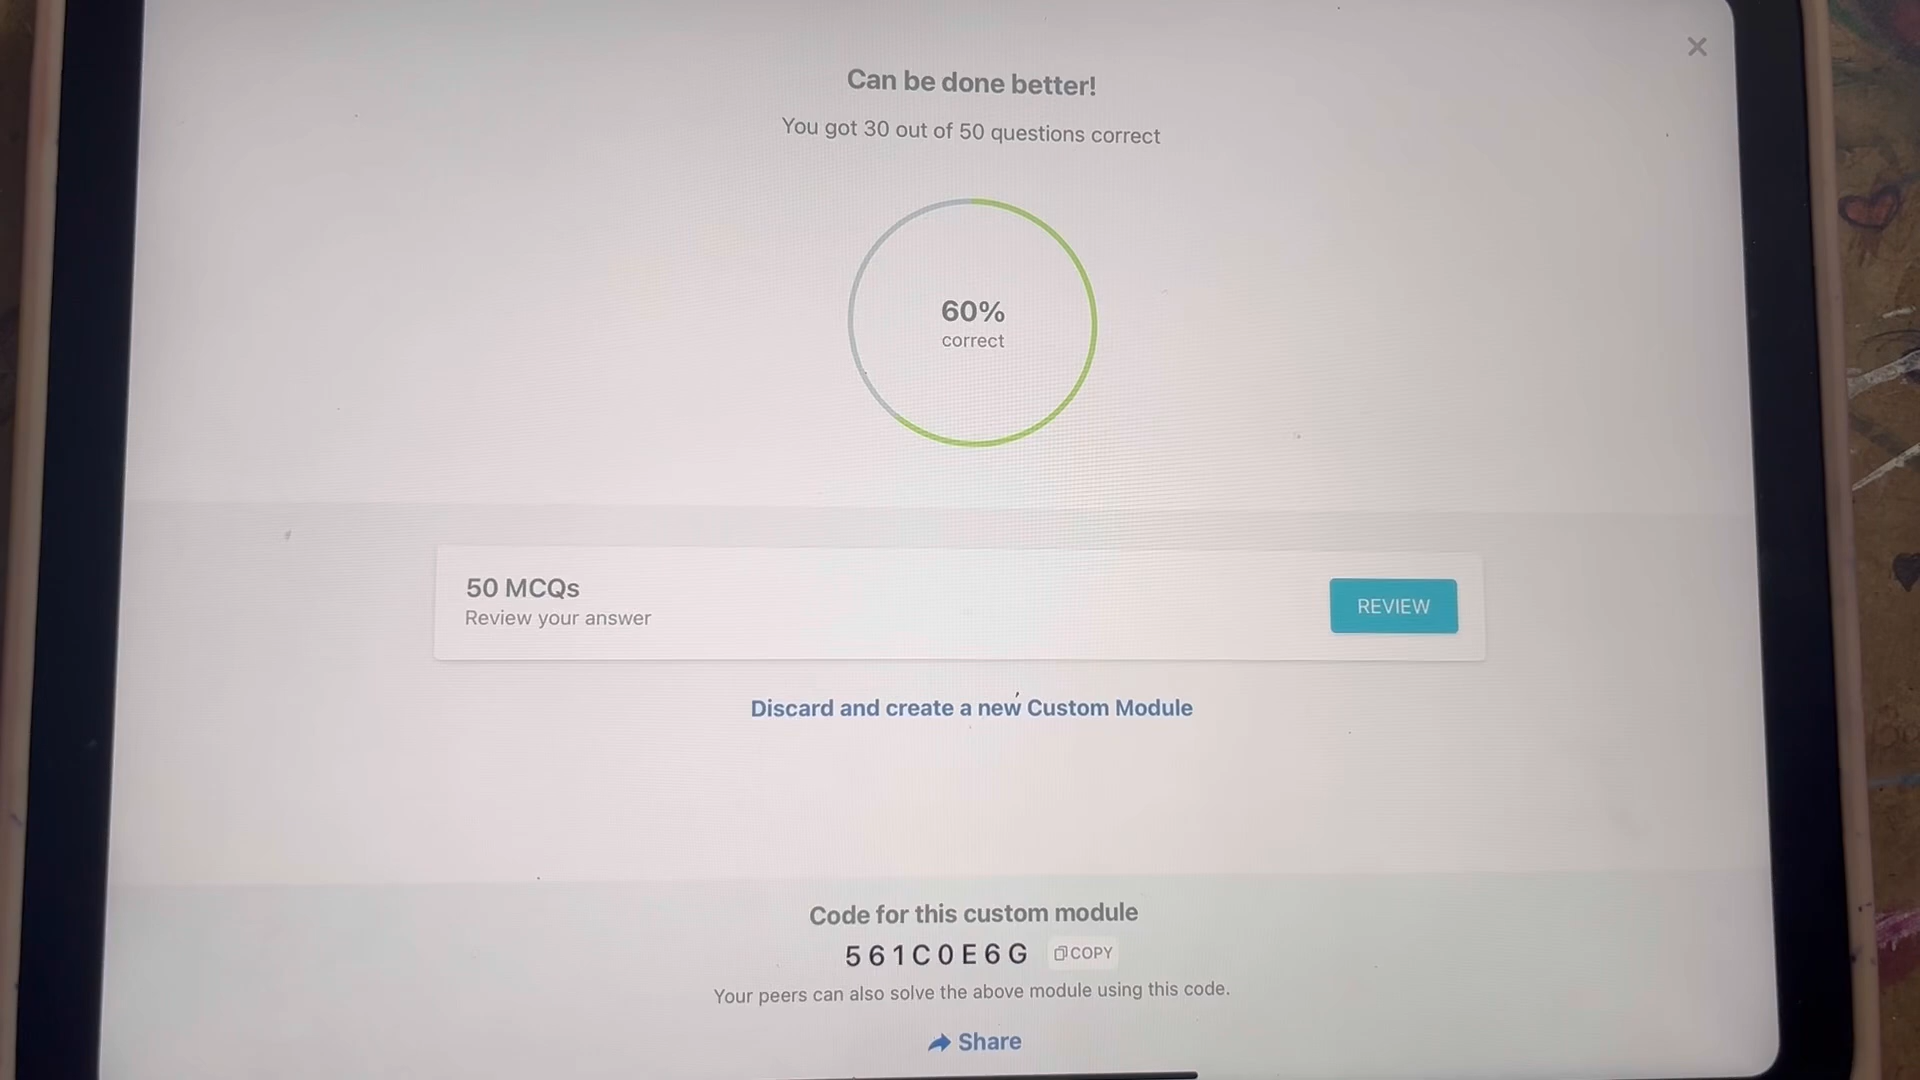 Can be done better!
You got 30 out of 50 questions correct
60%
correct
50 MCQs
Review your answer
REVIEW
Discard and create a new Custom Module
Code for this custom module
561C0E6G
COPY
Your peers can also solve the above module using this code.
Share